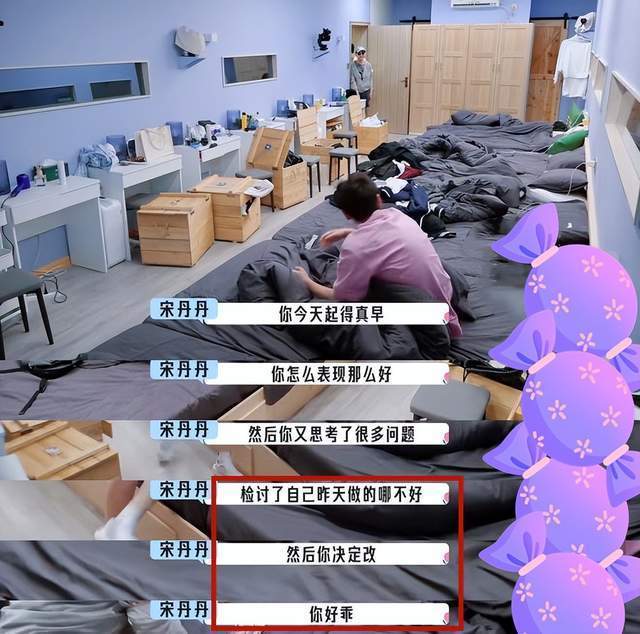 宋丹丹
你今天起得真早
宋丹丹
你怎么表现那么好
宋丹丹
然后你又思考了很多问题
宋丹丹
检讨了自己昨天做的哪不好
宋丹丹
然后你决定改
宋丹丹
你好乖